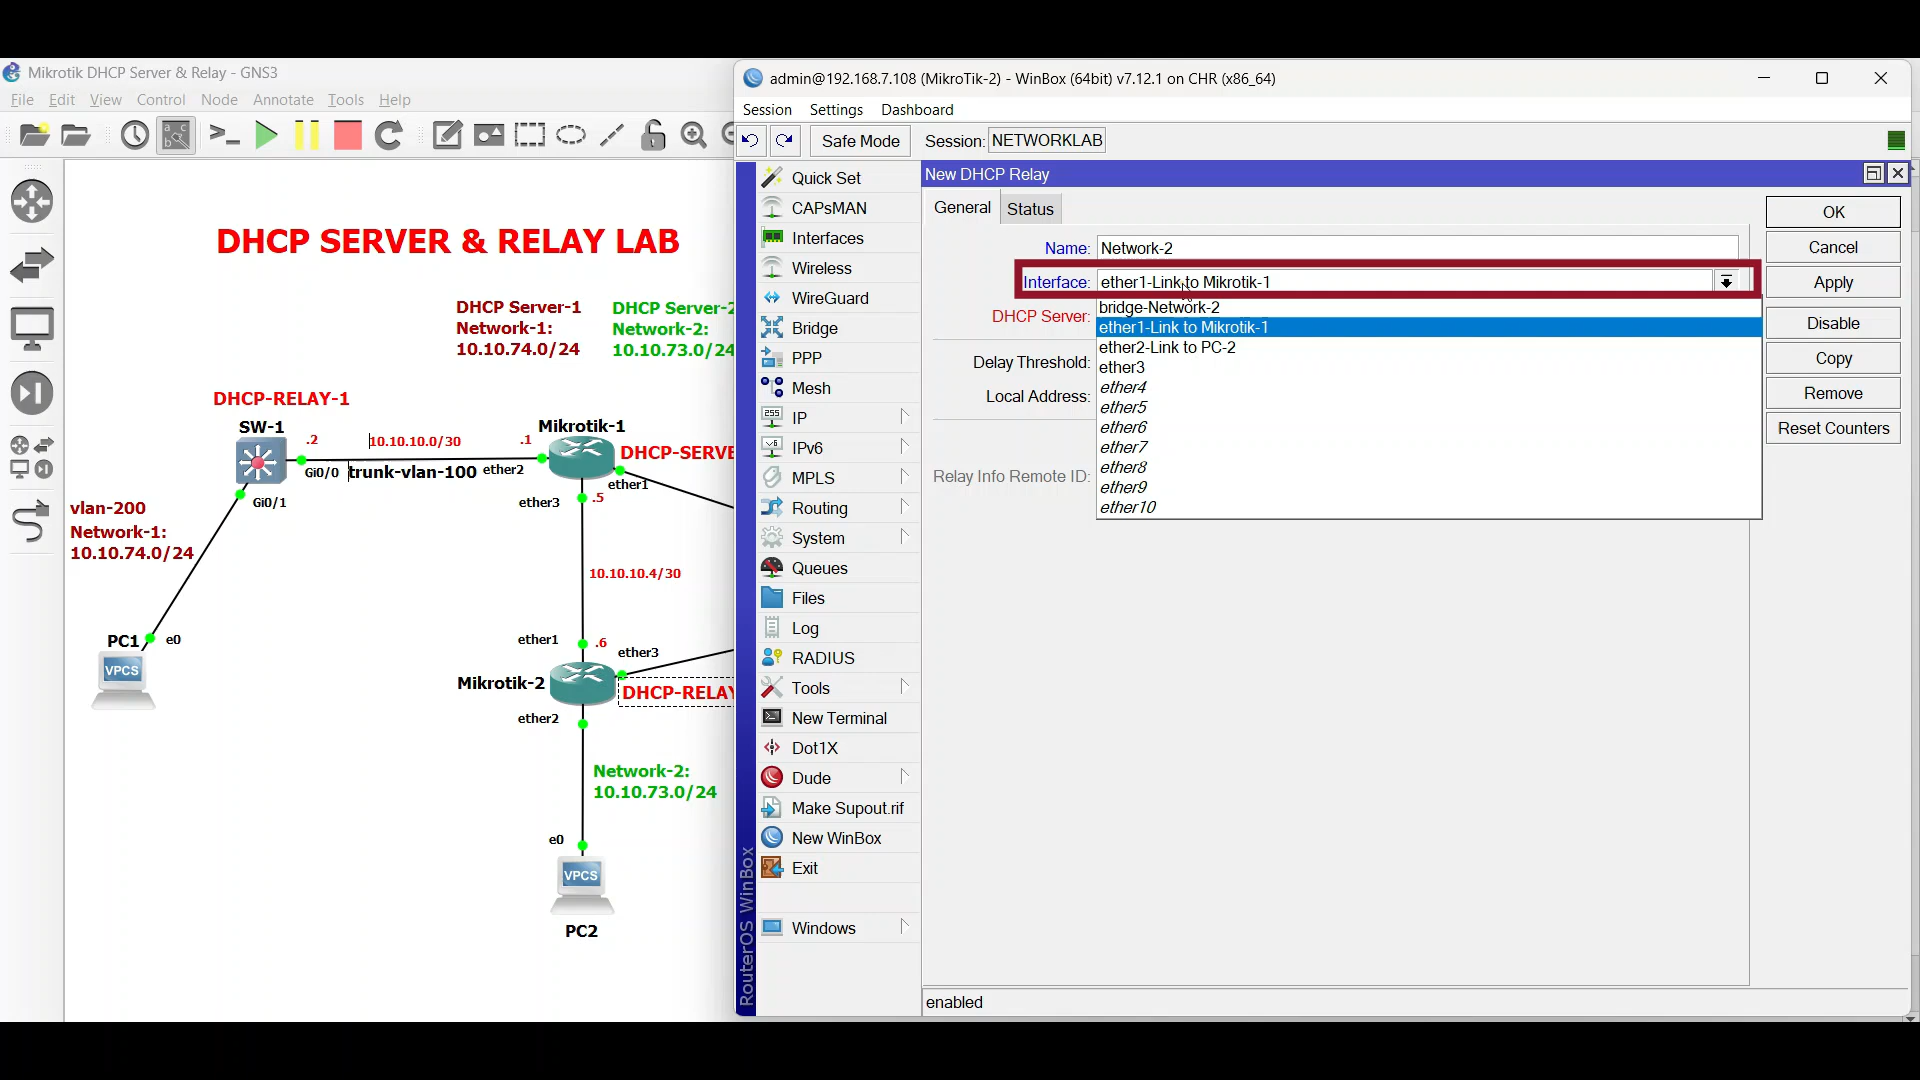 Mikrotik DHCP Server & Relay - GNS3
File Edit View Control Node Annotate Tools Help
DHCP SERVER & RELAY LAB
DHCP Server-1
Network-1:
10.10.74.0/24
DHCP Server-2
Network-2:
10.10.73.0/24
DHCP-RELAY-1
SW-1
.2
10.10.10.0/30
.1
Mikrotik-1
DHCP-SERVE
Gi0/0
trunk-vlan-100
ether2
ether1
Gi0/1
ether3
.5
vlan-200
Network-1:
10.10.74.0/24
10.10.10.4/30
PC1
e0
VPCS
ether1
.6
ether3
Mikrotik-2
DHCP-RELAY
ether2
Network-2:
10.10.73.0/24
e0
VPCS
PC2
admin@192.168.7.108 (MikroTik-2) - WinBox (64bit) v7.12.1 on CHR (x86_64)
Session Settings Dashboard
Safe Mode Session: NETWORKLAB
Quick Set
CAPsMAN
Interfaces
Wireless
WireGuard
Bridge
PPP
Mesh
255 IP
v6 IPv6
MPLS
Routing
System
Queues
Files
Log
RADIUS
Tools
New Terminal
Dot1X
Dude
Make Supout.rif
New WinBox
Exit
Windows
RouterOS WinBox
New DHCP Relay
General Status
Name: Network-2
Interface: ether1-Link to Mikrotik-1
DHCP Server:
Delay Threshold:
Local Address:
Relay Info Remote ID:
bridge-Network-2
ether1-Link to Mikrotik-1
ether2-Link to PC-2
ether3
ether4
ether5
ether6
ether7
ether8
ether9
ether10
OK
Cancel
Apply
Disable
Copy
Remove
Reset Counters
enabled